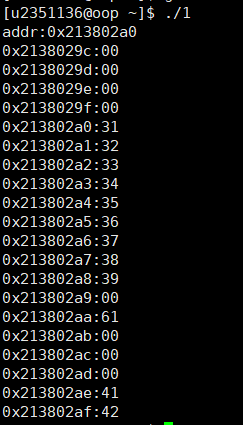 [u2351136@oop ~]$ ./1
addr:0x213802a0
0x2138029c:00
0x2138029d:00
0x2138029e:00
0x2138029f:00
0x213802a0:31
0x213802a1:32
0x213802a2:33
0x213802a3:34
0x213802a4:35
0x213802a5:36
0x213802a6:37
0x213802a7:38
0x213802a8:39
0x213802a9:00
0x213802aa:61
0x213802ab:00
0x213802ac:00
0x213802ad:00
0x213802ae:41
0x213802af:42